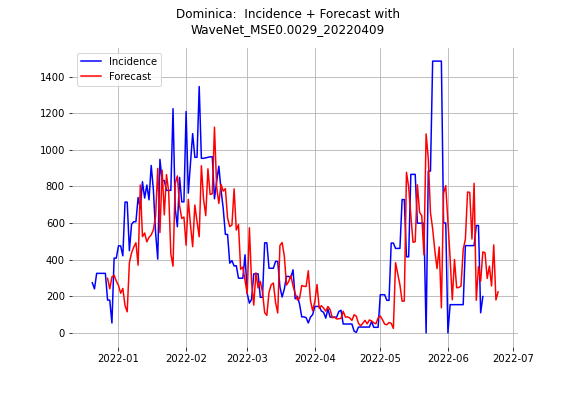 Dominica:  Incidence + Forecast with
WaveNet_MSE0.0029_20220409
Incidence
Forecast
1400
1200
1000
800
600
400
200
0
2022-01 2022-02 2022-03 2022-04 2022-05 2022-06 2022-07